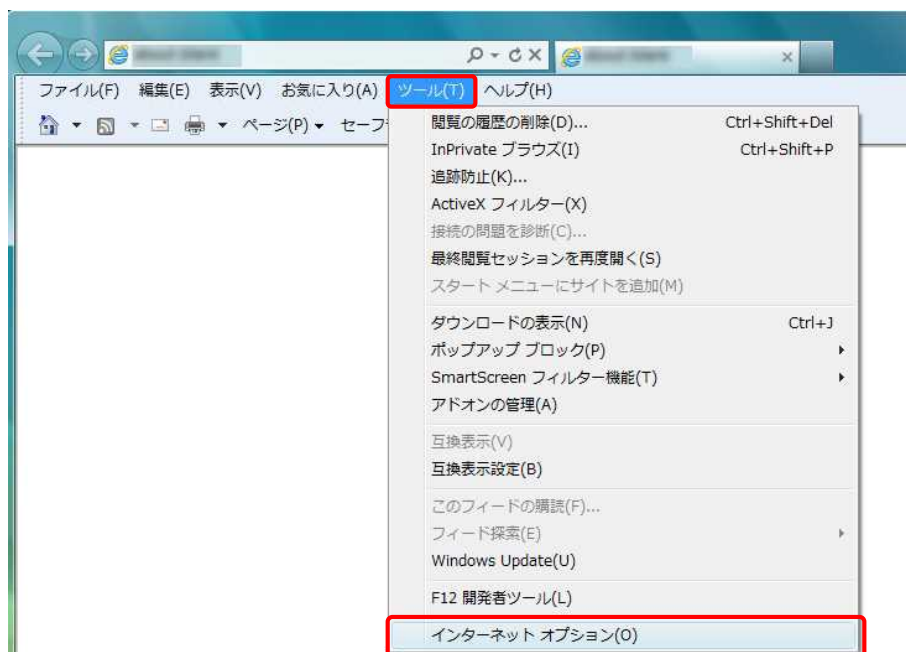 ファイル(F) 編集(E) 表示(V) お気に入り(A) ツール(T) ヘルプ(H)
ページ(P) セーフ
閲覧の履歴の削除(D)... Ctrl+Shift+Del
InPrivate ブラウズ(I) Ctrl+Shift+P
追跡防止(K)...
ActiveX フィルター(X)
接続の問題を診断(C)...
最終閲覧セッションを再度開く(S)
スタート メニューにサイトを追加(M)
ダウンロードの表示(N) Ctrl+J
ポップアップ ブロック(P)
SmartScreen フィルター機能(T)
アドオンの管理(A)
互換表示(V)
互換表示設定(B)
このフィードの購読(F)...
フィード探索(E)
Windows Update(U)
F12 開発者ツール(L)
インターネット オプション(O)